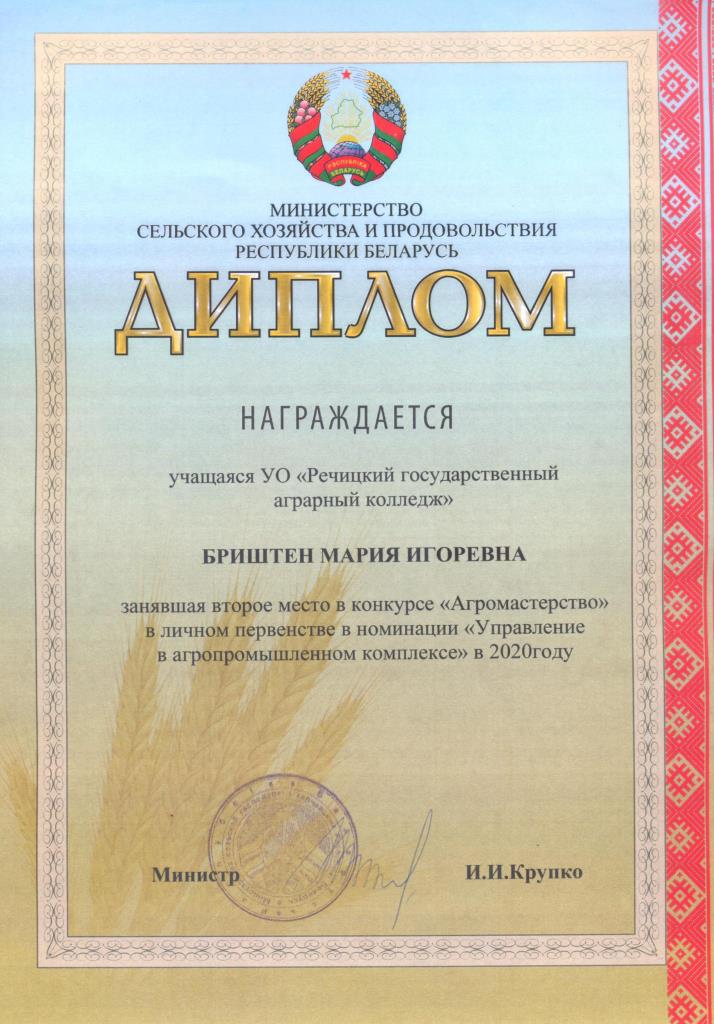 РЭСПУБЛІКА
БЕЛАРУСЬ
МИНИСТЕРСТВО
СЕЛЬСКОГО ХОЗЯЙСТВА И ПРОДОВОЛЬСТВИЯ
РЕСПУБЛИКИ БЕЛАРУСЬ
ДИПЛОМ
НАГРАЖДАЕТСЯ
учащаяся УО «Речицкий государственный
аграрный колледж»
БРИШТЕН МАРИЯ ИГОРЕВНА
занявшая второе место в конкурсе «Агромастерство»
в личном первенстве в номинации «Управление
в агропромышленном комплексе» в 2020году
Министр
И.И.Крупко